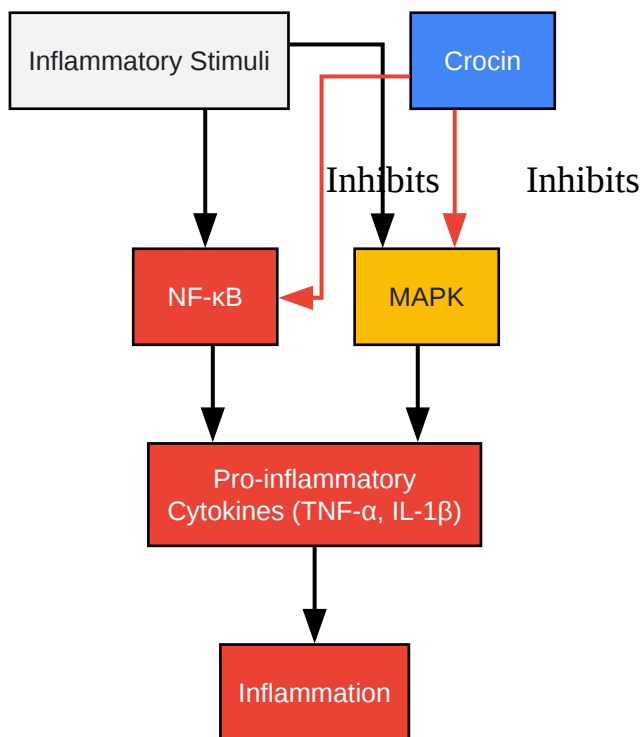 Inflammatory Stimuli
Crocin
Inhibits
Inhibits
NF-κB
MAPK
Pro-inflammatory
Cytokines (TNF-α, IL-1β)
Inflammation